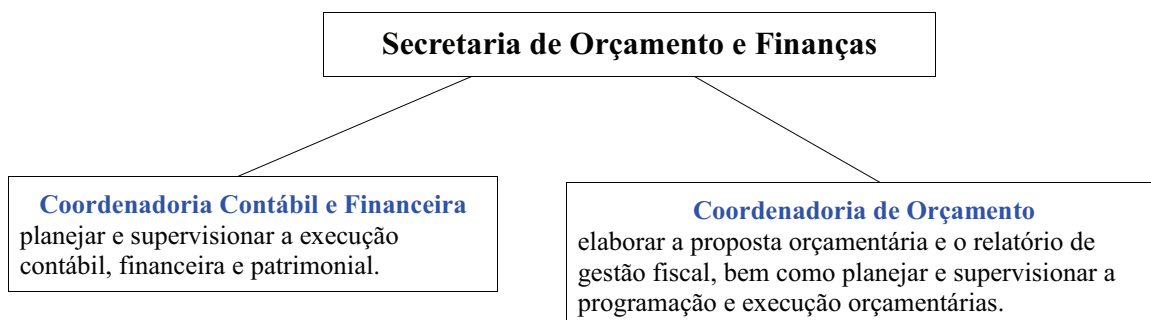 Secretaria de Orçamento e Finanças
Coordenadoria Contábil e Financeira
planejar e supervisionar a execução
contábil, financeira e patrimonial.
Coordenadoria de Orçamento
elaborar a proposta orçamentária e o relatório de
gestão fiscal, bem como planejar e supervisionar a
programação e execução orçamentárias.